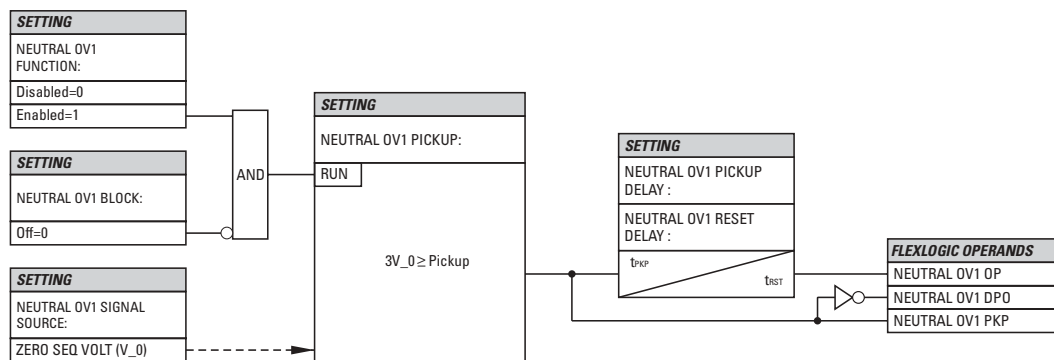 SETTING
NEUTRAL OV1
FUNCTION:
Disabled=0
Enabled=1
SETTING
NEUTRAL OV1 BLOCK:
Off=0
SETTING
NEUTRAL OV1 SIGNAL
SOURCE:
ZERO SEQ VOLT (V_0)
AND
SETTING
NEUTRAL OV1 PICKUP:
RUN
3V_0 ≥ Pickup
SETTING
NEUTRAL OV1 PICKUP
DELAY :
NEUTRAL OV1 RESET
DELAY :
tPKP
tRST
FLEXLOGIC OPERANDS
NEUTRAL OV1 OP
NEUTRAL OV1 DPO
NEUTRAL OV1 PKP